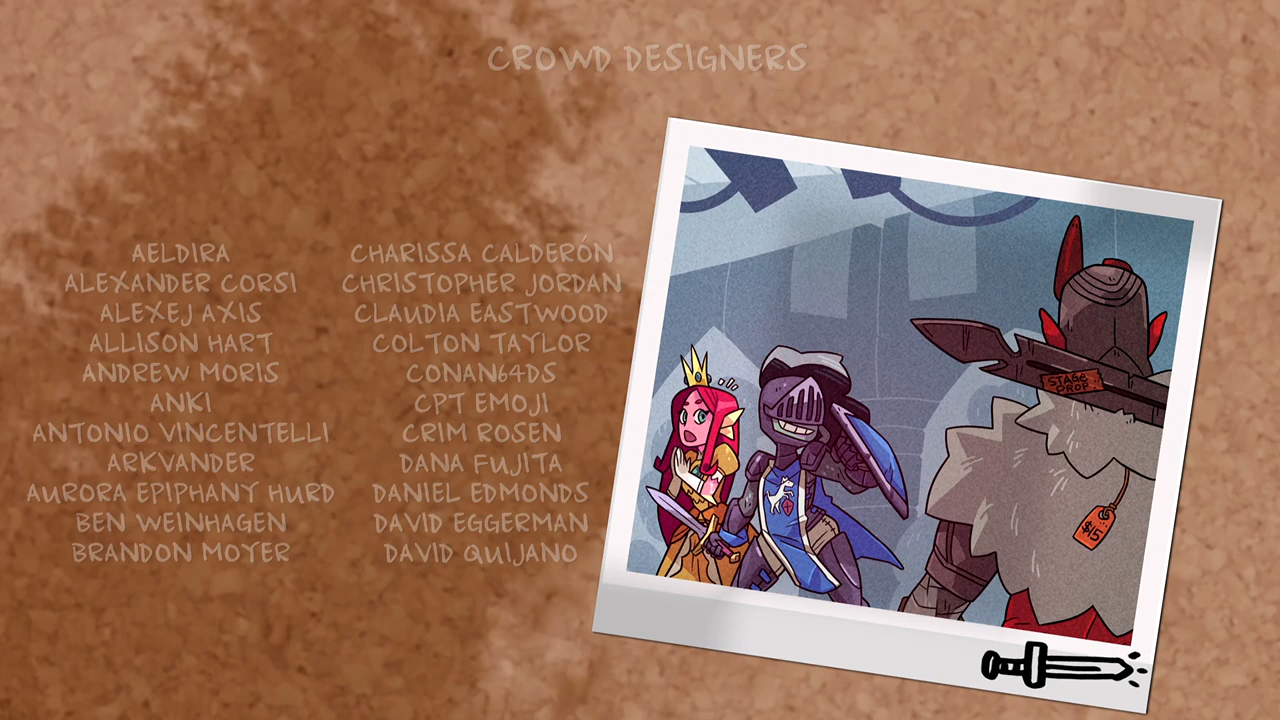 CROWD DESIGNERS
AELDIRA
ALEXANDER CORSI
ALEXEJ AXIS
ALLISON HART
ANDREW MORIS
ANKI
ANTONIO VINCENTELLI
ARKVANDER
AURORA EPIPHANY HURD
BEN WEINHAGEN
BRANDON MOYER
CHARISSA CALDERÓN
CHRISTOPHER JORDAN
CLAUDIA EASTWOOD
COLTON TAYLOR
CONAN64DS
CPT EMOJI
CRIM ROSEN
DANA FUJITA
DANIEL EDMONDS
DAVID EGGERMAN
DAVID QUIJANO
STAGE
PROP
$15